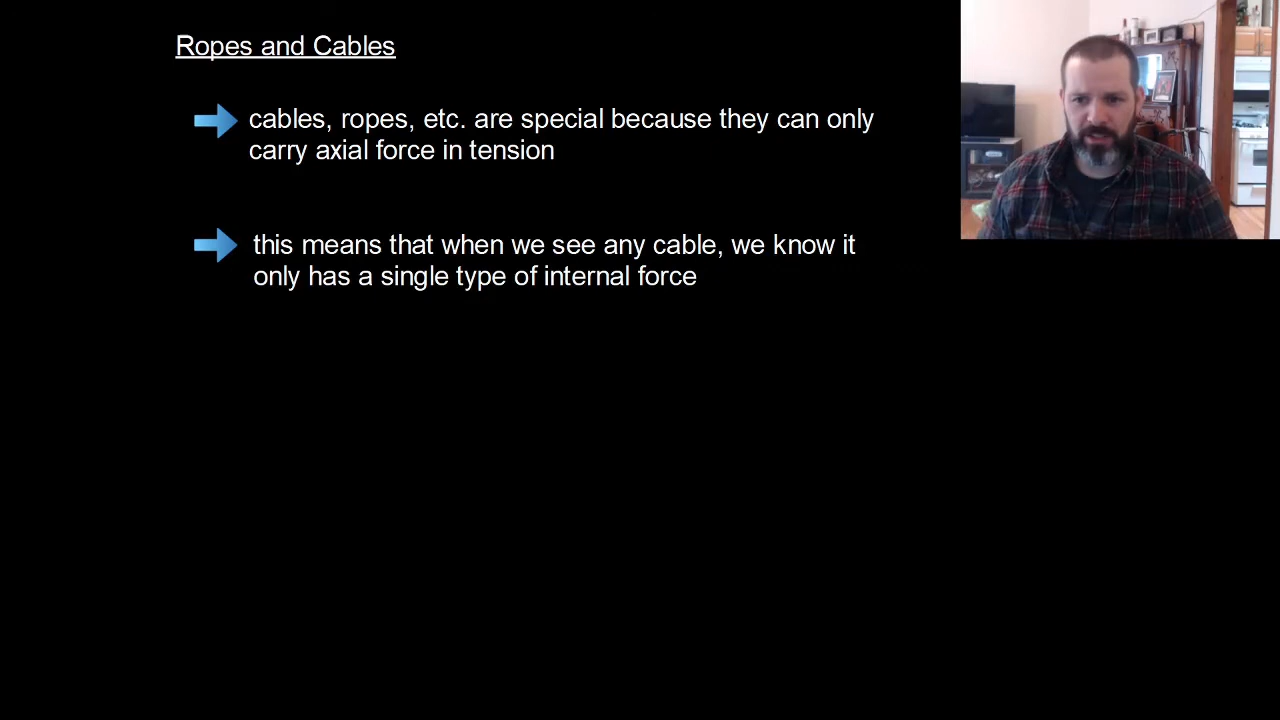 Ropes and Cables
cables, ropes, etc. are special because they can only
carry axial force in tension
this means that when we see any cable, we know it
only has a single type of internal force